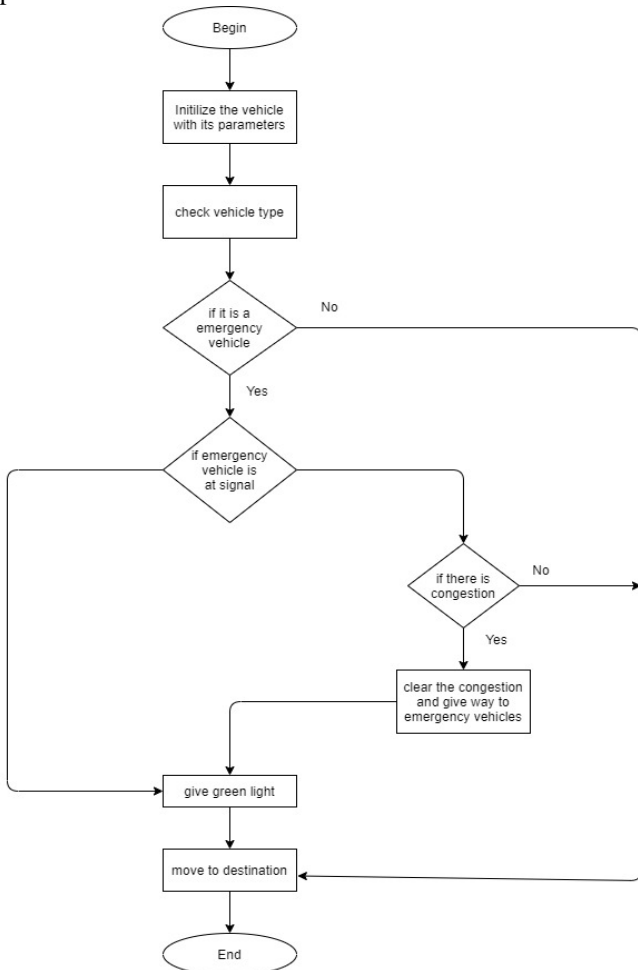 Begin
Initilize the vehicle
with its parameters
check vehicle type
if it is a
emergency
vehicle
No
Yes
if emergency
vehicle is
at signal
if there is
congestion
No
Yes
clear the congestion
and give way to
emergency vehicles
give green light
move to destination
End